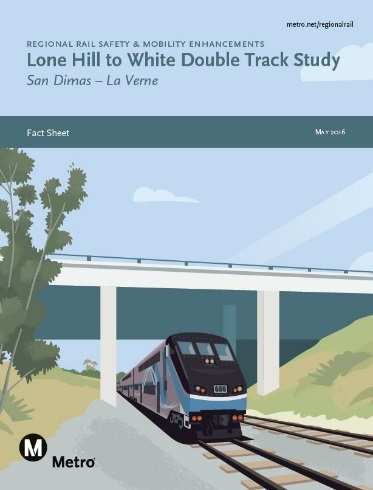 metro.net/regionalrail
REGIONAL RAIL SAFETY & MOBILITY ENHANCEMENTS
Lone Hill to White Double Track Study
San Dimas – La Verne
Fact Sheet
May 2016
888
M
Metro